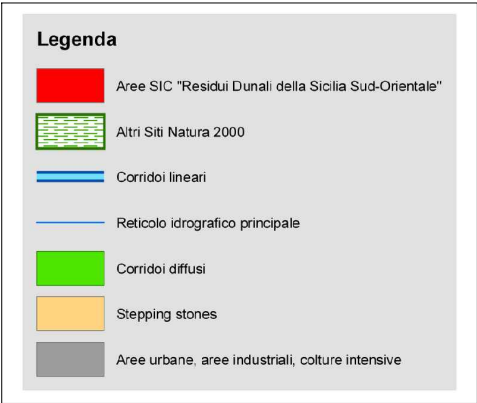 Legenda
Aree SIC "Residui Dunali della Sicilia Sud-Orientale"
Altri Siti Natura 2000
Corridoi lineari
Reticolo idrografico principale
Corridoi diffusi
Stepping stones
Aree urbane, aree industriali, colture intensive